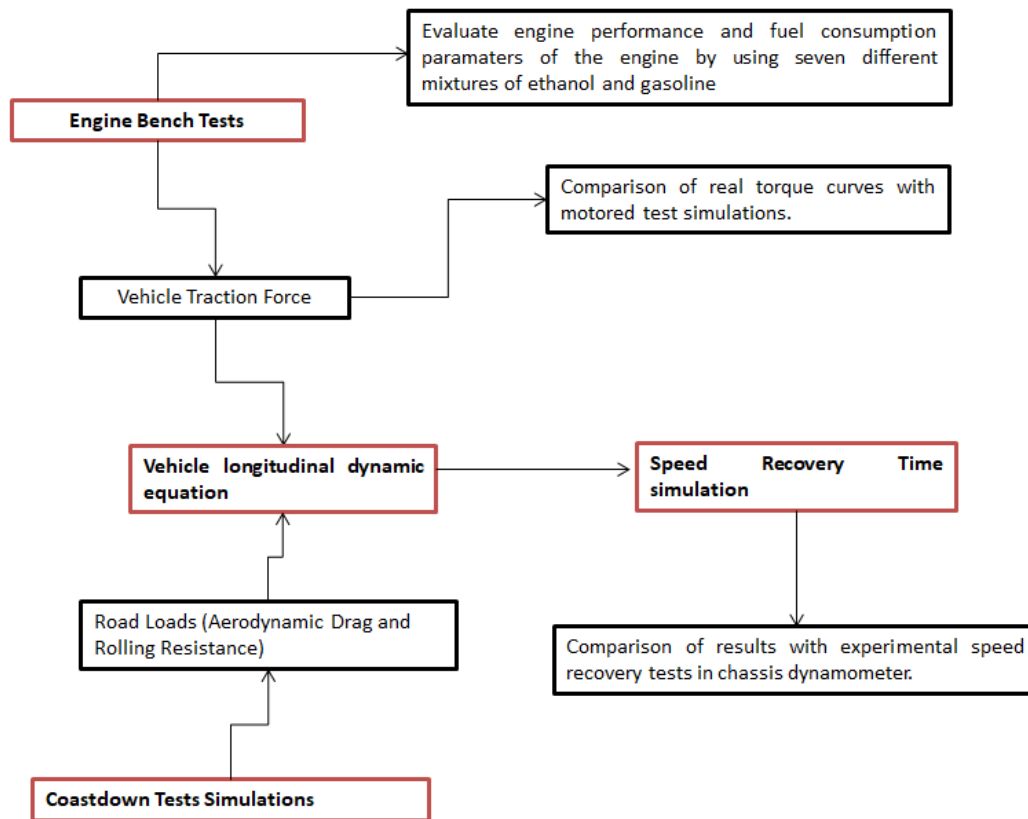 Evaluate engine performance and fuel consumption
paramaters of the engine by using seven different
mixtures of ethanol and gasoline
Engine Bench Tests
Comparison of real torque curves with
motored test simulations.
Vehicle Traction Force
Vehicle longitudinal dynamic
equation
Speed Recovery Time
simulation
Road Loads (Aerodynamic Drag and
Rolling Resistance)
Comparison of results with experimental speed
recovery tests in chassis dynamometer.
Coastdown Tests Simulations